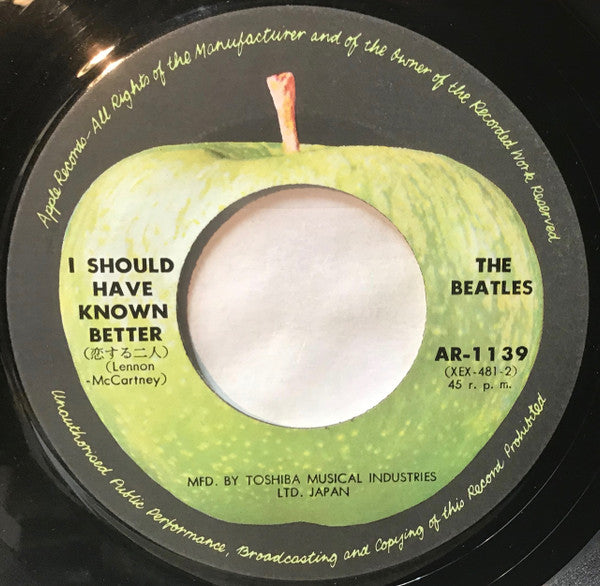 Apple Records-All Rights of the Manufacturer and of the Owner of the Recorded Work Reserved
I SHOULD
HAVE
KNOWN
BETTER
(恋する二人)
(Lennon
-McCartney)
THE
BEATLES
AR-1139
(XEX-481-2)
45 r. p. m.
MFD. BY TOSHIBA MUSICAL INDUSTRIES
LTD. JAPAN
Unauthorised Public Performance, Broadcasting and Copying of this Record Prohibited